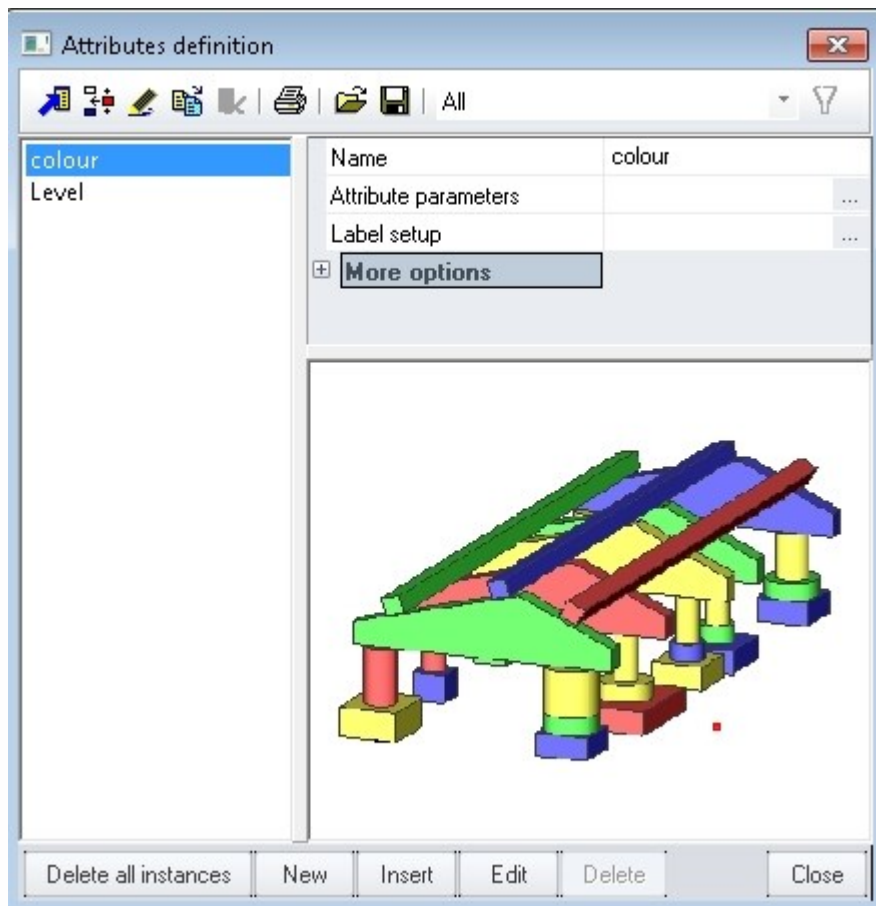 Attributes definition
All
colour
Level
Name colour
Attribute parameters ...
Label setup ...
More options
Delete all instances New Insert Edit Delete Close